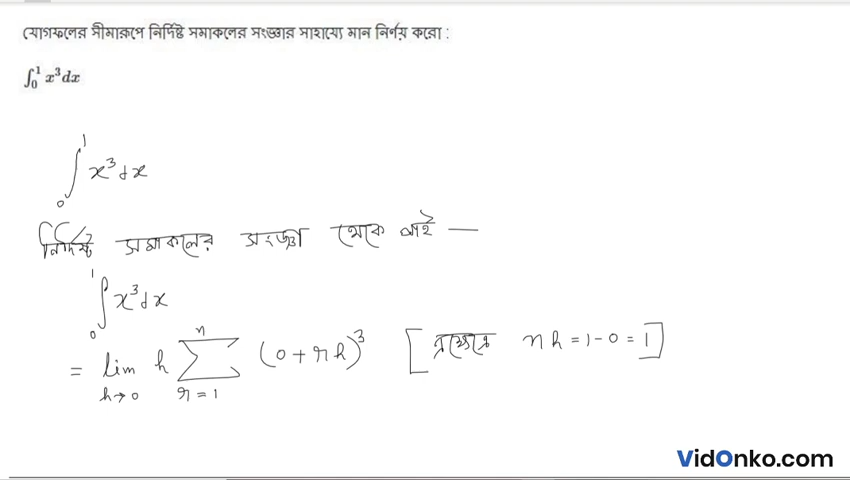 যোগফলের সীমারূপে নির্দিষ্ট সমাকলের সংজ্ঞার সাহায্যে মান নির্ণয় করো :
∫₀¹ x³dx
∫₀¹ x³dx
নির্দিষ্ট সমাকলের সংজ্ঞা থেকে পাই —
∫₀¹ x³dx
= lim h→0 h ∑ r=1 n (0 + rh)³ [এক্ষেত্রে nh = 1 - 0 = 1]
VidOnko.com